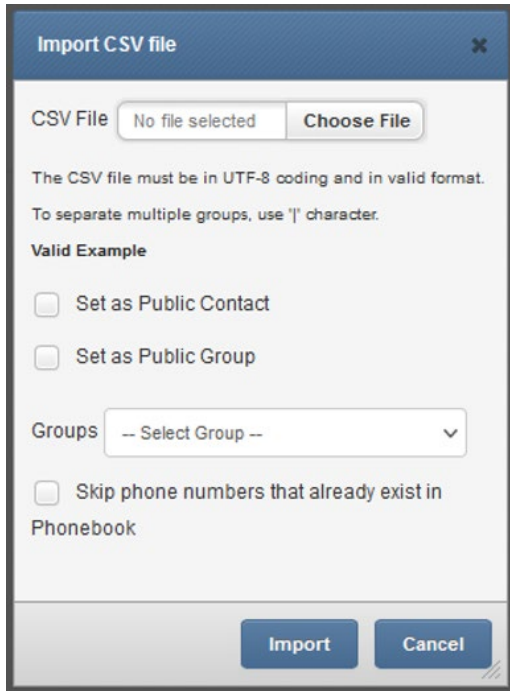 Import CSV file
CSV File No file selected Choose File
The CSV file must be in UTF-8 coding and in valid format.
To separate multiple groups, use '|' character.
Valid Example
Set as Public Contact
Set as Public Group
Groups -- Select Group --
Skip phone numbers that already exist in
Phonebook
Import Cancel